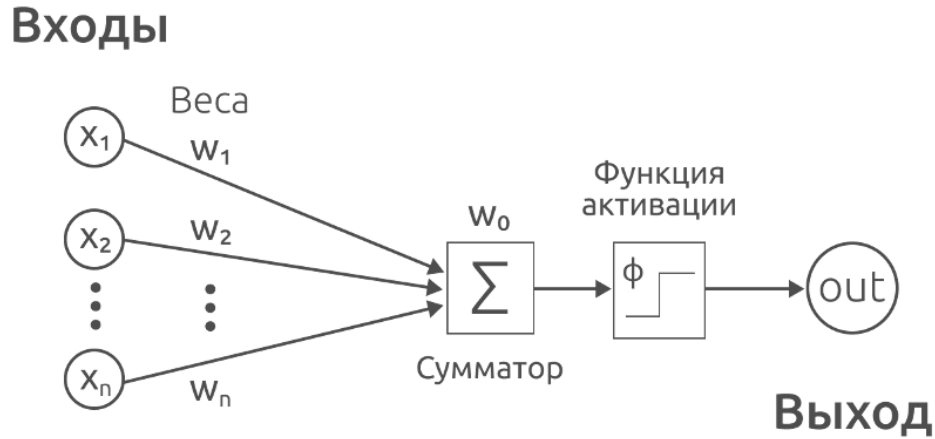 Входы
Веса
x₁
w₁
Функция
активации
x₂
w₂
w₀
Σ
ϕ
out
Сумматор
xₙ
wₙ
Выход